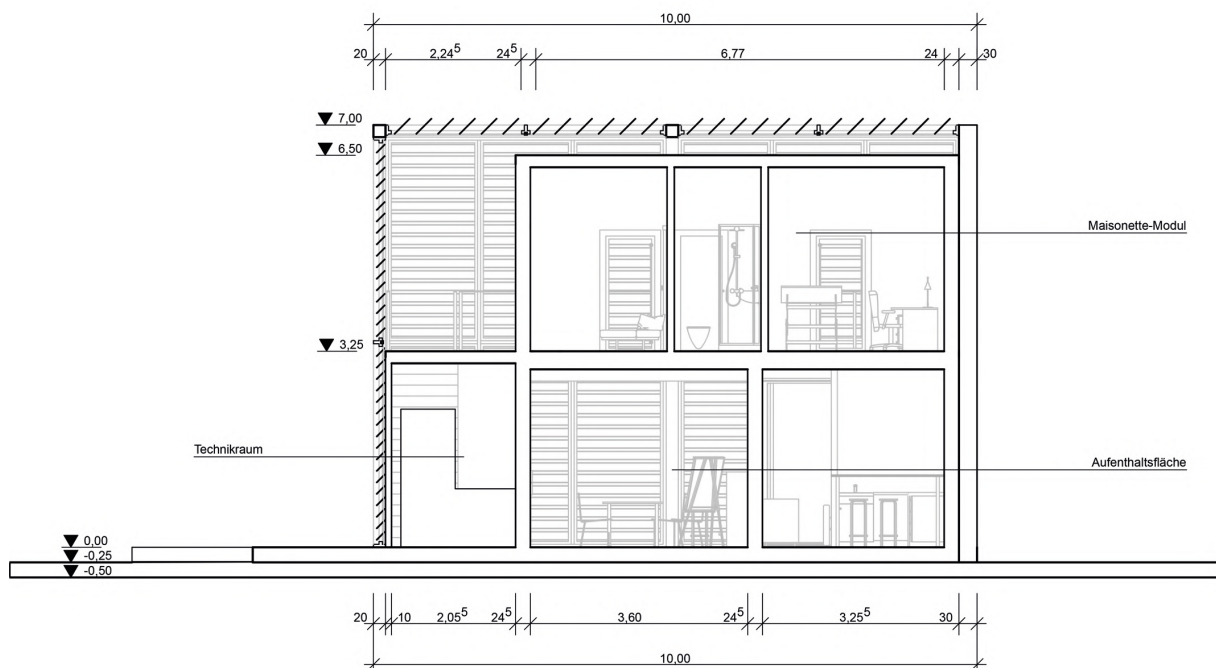 10,00
20 2,24⁵ 24⁵ 6,77 24 30
7,00
6,50
Maisonette-Modul
3,25
Technikraum
Aufenthaltsfläche
0,00
-0,25
-0,50
20 10 2,05⁵ 24⁵ 3,60 24⁵ 3,25⁵ 30
10,00